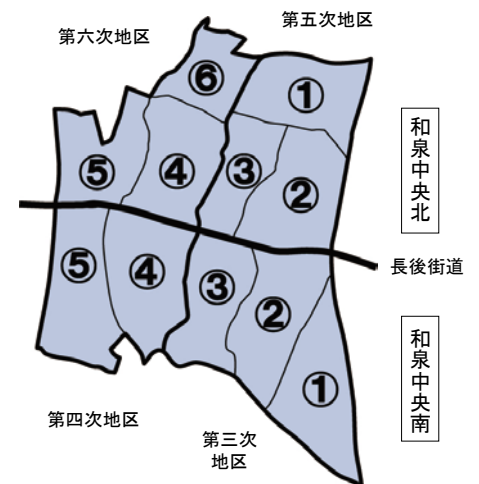 第六次地区
第五次地区
⑥
①
和泉中央北
⑤
④
③
②
長後街道
⑤
④
③
②
①
和泉中央南
第四次地区
第三次
地区